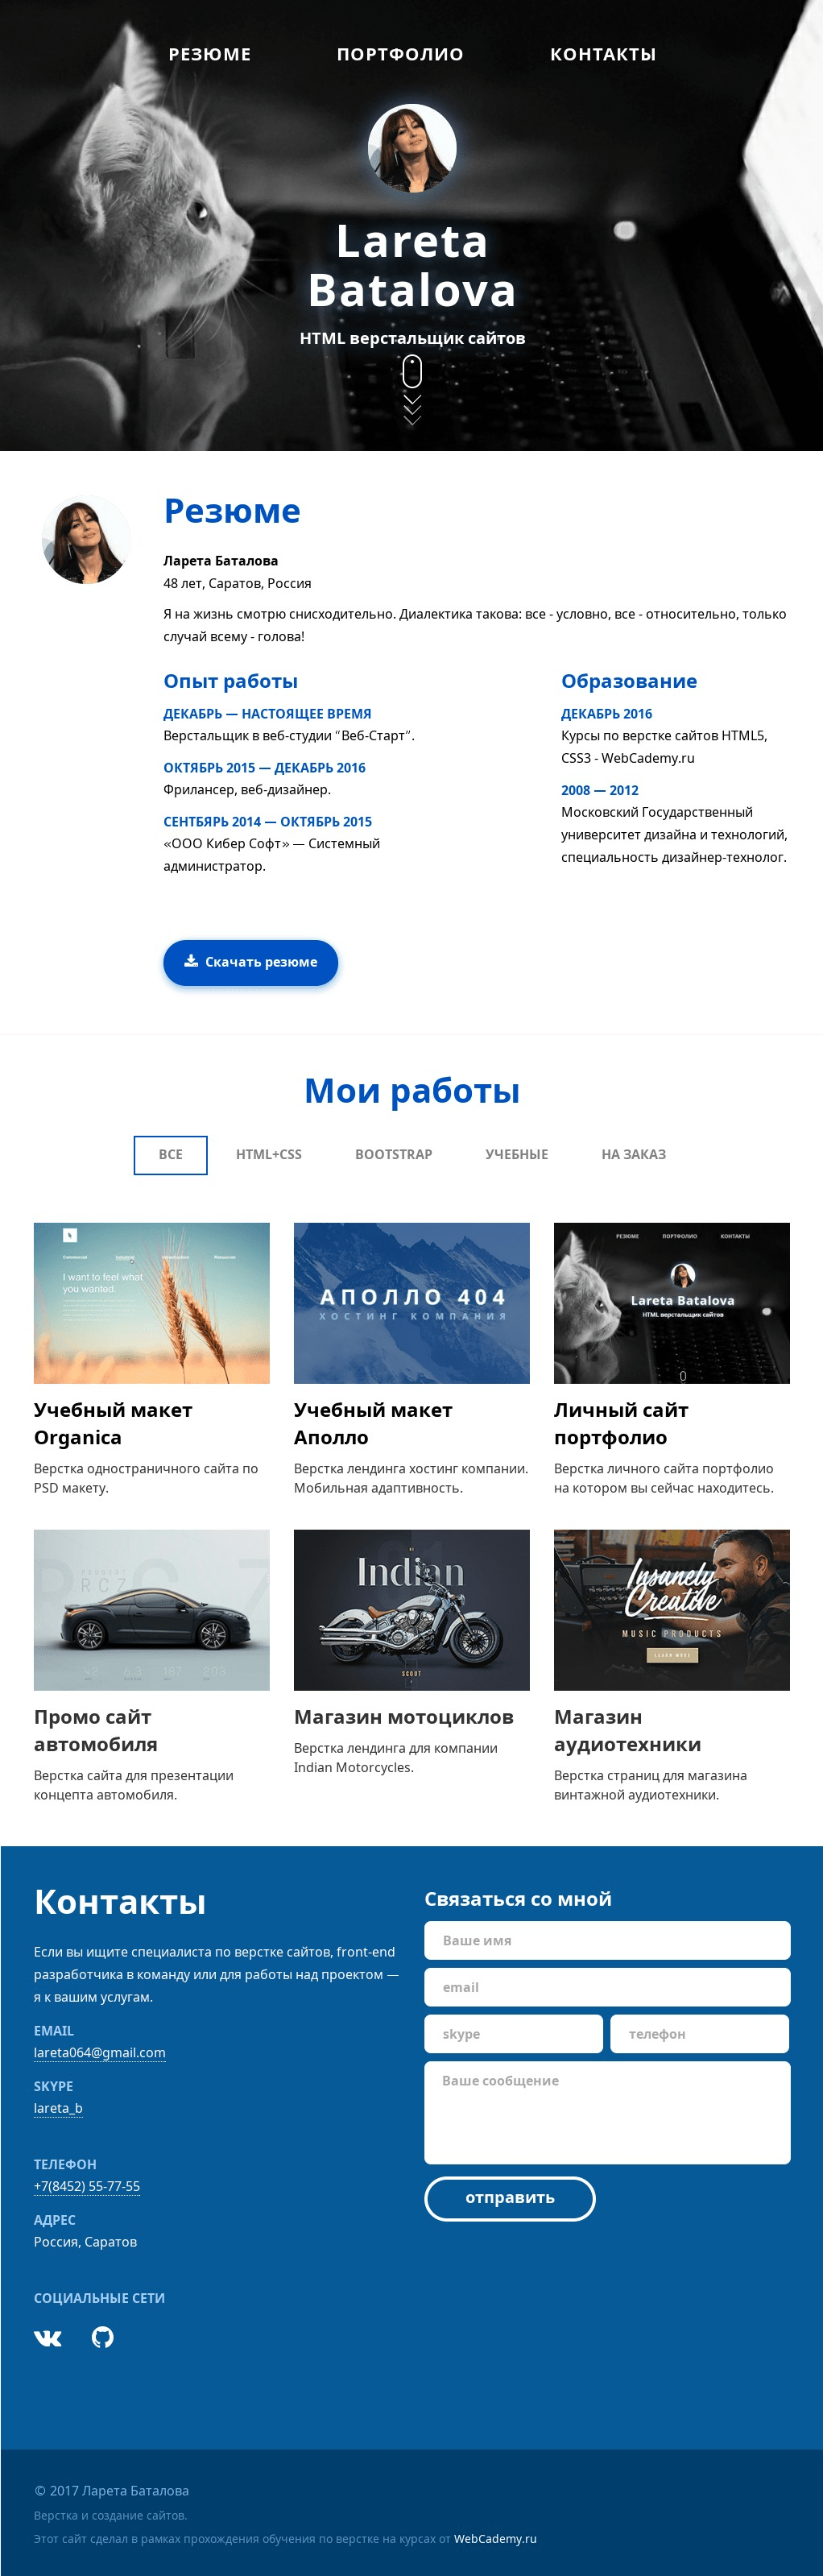 РЕЗЮМЕ ПОРТФОЛИО КОНТАКТЫ
Lareta
Batalova
HTML верстальщик сайтов
Резюме
Ларета Баталова
48 лет, Саратов, Россия
Я на жизнь смотрю снисходительно. Диалектика такова: все - условно, все - относительно, только
случай всему - голова!
Опыт работы
ДЕКАБРЬ — НАСТОЯЩЕЕ ВРЕМЯ
Верстальщик в веб-студии "Веб-Старт".
ОКТЯБРЬ 2015 — ДЕКАБРЬ 2016
Фрилансер, веб-дизайнер.
СЕНТБЯРЬ 2014 — ОКТЯБРЬ 2015
«ООО Кибер Софт» — Системный
администратор.
Образование
ДЕКАБРЬ 2016
Курсы по верстке сайтов HTML5,
CSS3 - WebCademy.ru
2008 — 2012
Московский Государственный
университет дизайна и технологий,
специальность дизайнер-технолог.
Скачать резюме
Мои работы
ВСЕ HTML+CSS BOOTSTRAP УЧЕБНЫЕ НА ЗАКАЗ
I want to feel what
you wanted.
Учебный макет
Organica
Верстка одностраничного сайта по
PSD макету.
АПОЛЛО 404
ХОСТИНГ КОМПАНИЯ
Учебный макет
Аполло
Верстка лендинга хостинг компании.
Мобильная адаптивность.
РЕЗЮМЕ ПОРТФОЛИО КОНТАКТЫ
Lareta Batalova
HTML верстальщик сайтов
Личный сайт
портфолио
Верстка личного сайта портфолио
на котором вы сейчас находитесь.
RCZ
Промо сайт
автомобиля
Верстка сайта для презентации
концепта автомобиля.
Indian
SCOUT
Магазин мотоциклов
Верстка лендинга для компании
Indian Motorcycles.
Insanely
Creative
MUSIC PRODUCTS
LEARN MORE
Магазин
аудиотехники
Верстка страниц для магазина
винтажной аудиотехники.
Контакты
Если вы ищите специалиста по верстке сайтов, front-end
разработчика в команду или для работы над проектом —
я к вашим услугам.
EMAIL
lareta064@gmail.com
SKYPE
lareta_b
ТЕЛЕФОН
+7(8452) 55-77-55
АДРЕС
Россия, Саратов
СОЦИАЛЬНЫЕ СЕТИ
Связаться со мной
Ваше имя
email
skype телефон
Ваше сообщение
отправить
© 2017 Ларета Баталова
Верстка и создание сайтов.
Этот сайт сделал в рамках прохождения обучения по верстке на курсах от WebCademy.ru